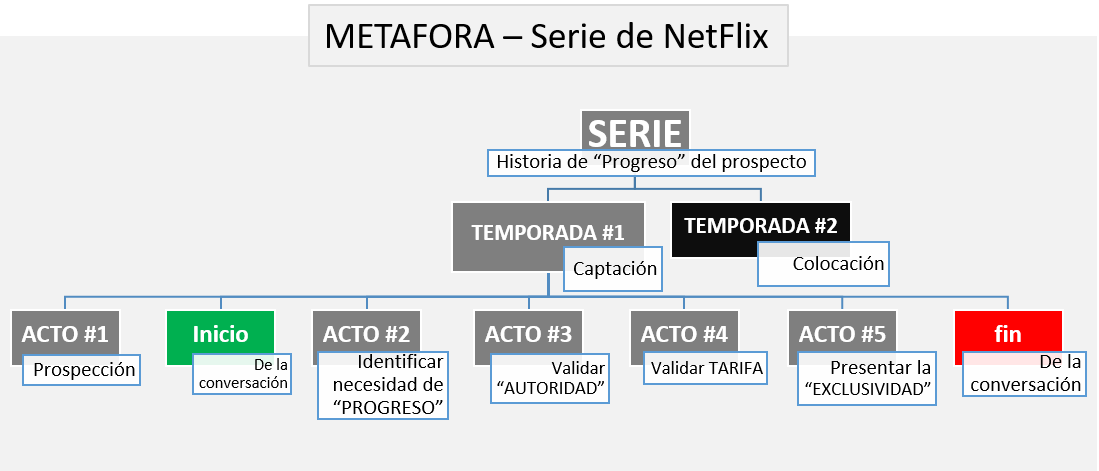 METAFORA – Serie de NetFlix
SERIE
Historia de “Progreso” del prospecto
TEMPORADA #1
Captación
TEMPORADA #2
Colocación
ACTO #1
Prospección
Inicio
De la
conversación
ACTO #2
Identificar
necesidad de
“PROGRESO”
ACTO #3
Validar
“AUTORIDAD”
ACTO #4
Validar TARIFA
ACTO #5
Presentar la
“EXCLUSIVIDAD”
fin
De la
conversación